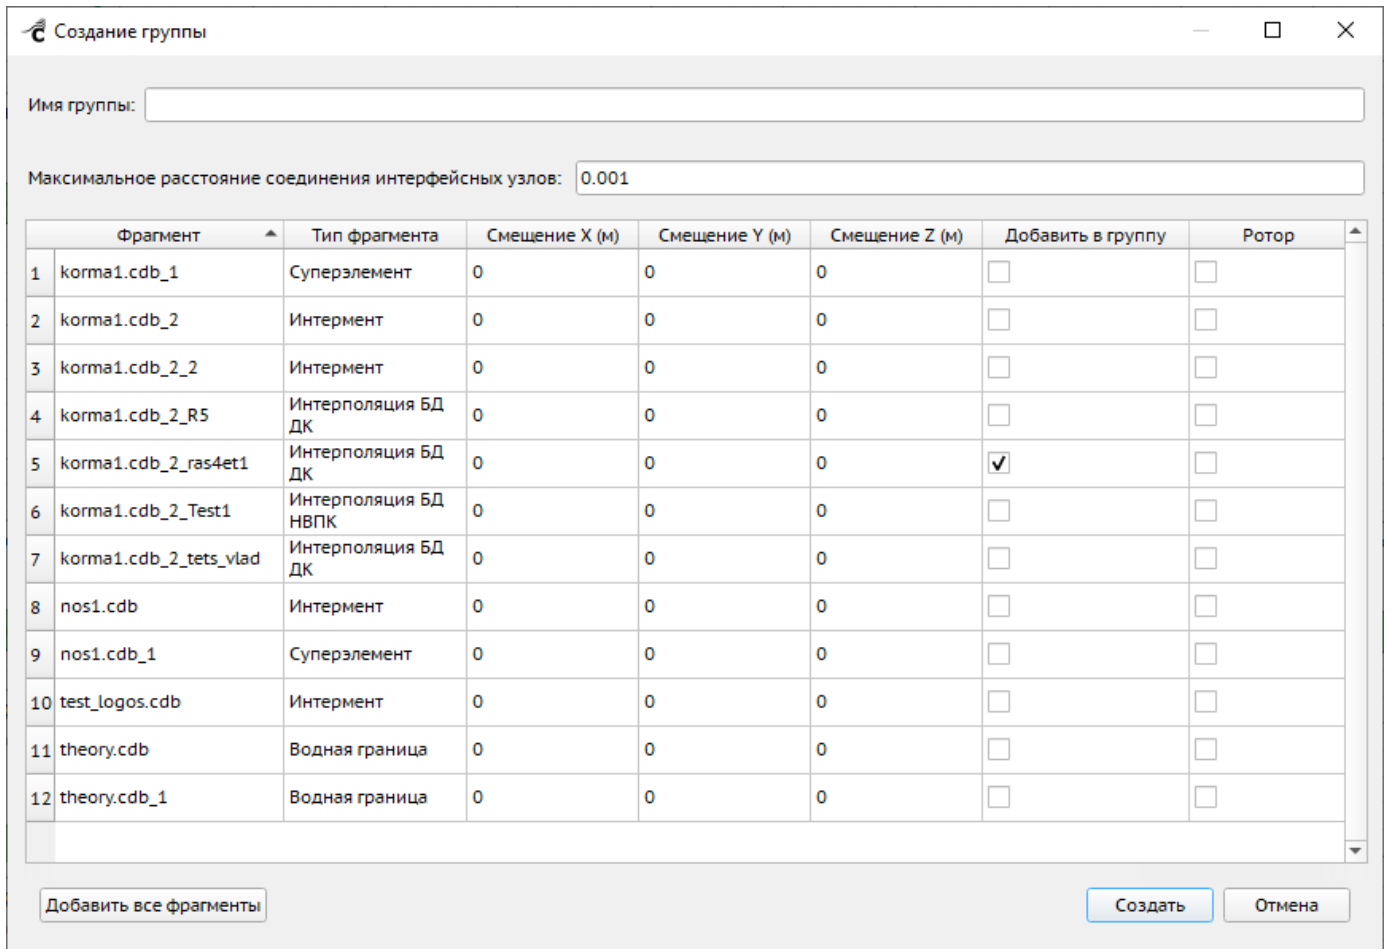 Создание группы
Имя группы:
Максимальное расстояние соединения интерфейсных узлов: 0.001
Фрагмент Тип фрагмента Смещение X (м) Смещение Y (м) Смещение Z (м) Добавить в группу Ротор
1 korma1.cdb_1 Суперэлемент 0 0 0
2 korma1.cdb_2 Интермент 0 0 0
3 korma1.cdb_2_2 Интермент 0 0 0
4 korma1.cdb_2_R5 Интерполяция БД ДК 0 0 0
5 korma1.cdb_2_ras4et1 Интерполяция БД ДК 0 0 0
6 korma1.cdb_2_Test1 Интерполяция БД НВПК 0 0 0
7 korma1.cdb_2_tets_vlad Интерполяция БД ДК 0 0 0
8 nos1.cdb Интермент 0 0 0
9 nos1.cdb_1 Суперэлемент 0 0 0
10 test_logos.cdb Интермент 0 0 0
11 theory.cdb Водная граница 0 0 0
12 theory.cdb_1 Водная граница 0 0 0
Добавить все фрагменты Создать Отмена